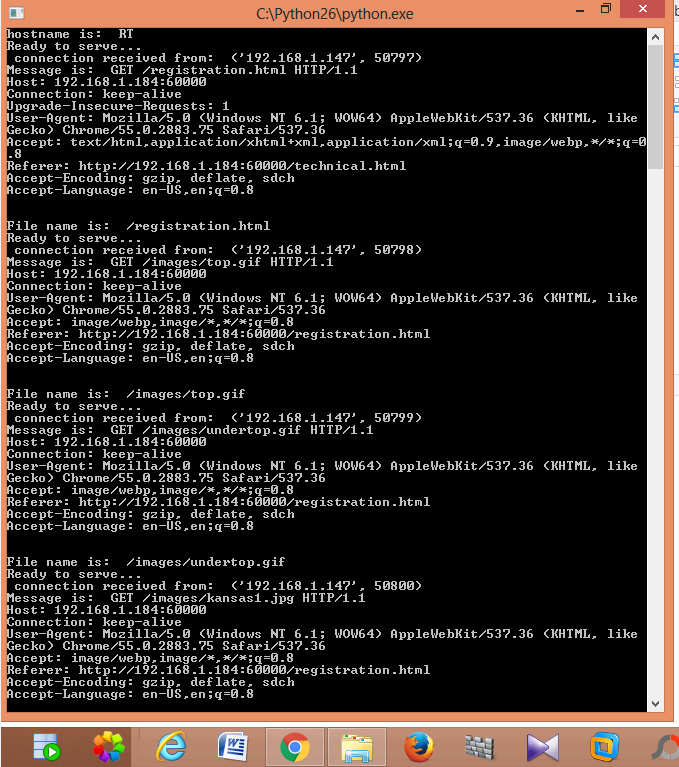 C:\Python26\python.exe
hostname is:  RT
Ready to serve...
 connection received from:  ('192.168.1.147', 50797)
Message is:  GET /registration.html HTTP/1.1
Host: 192.168.1.184:60000
Connection: keep-alive
Upgrade-Insecure-Requests: 1
User-Agent: Mozilla/5.0 (Windows NT 6.1; WOW64) AppleWebKit/537.36 (KHTML, like
Gecko) Chrome/55.0.2883.75 Safari/537.36
Accept: text/html,application/xhtml+xml,application/xml;q=0.9,image/webp,*/*;q=0
.8
Referer: http://192.168.1.184:60000/technical.html
Accept-Encoding: gzip, deflate, sdch
Accept-Language: en-US,en;q=0.8
File name is:  /registration.html
Ready to serve...
 connection received from:  ('192.168.1.147', 50798)
Message is:  GET /images/top.gif HTTP/1.1
Host: 192.168.1.184:60000
Connection: keep-alive
User-Agent: Mozilla/5.0 (Windows NT 6.1; WOW64) AppleWebKit/537.36 (KHTML, like
Gecko) Chrome/55.0.2883.75 Safari/537.36
Accept: image/webp,image/*,*/*;q=0.8
Referer: http://192.168.1.184:60000/registration.html
Accept-Encoding: gzip, deflate, sdch
Accept-Language: en-US,en;q=0.8
File name is:  /images/top.gif
Ready to serve...
 connection received from:  ('192.168.1.147', 50799)
Message is:  GET /images/undertop.gif HTTP/1.1
Host: 192.168.1.184:60000
Connection: keep-alive
User-Agent: Mozilla/5.0 (Windows NT 6.1; WOW64) AppleWebKit/537.36 (KHTML, like
Gecko) Chrome/55.0.2883.75 Safari/537.36
Accept: image/webp,image/*,*/*;q=0.8
Referer: http://192.168.1.184:60000/registration.html
Accept-Encoding: gzip, deflate, sdch
Accept-Language: en-US,en;q=0.8
File name is:  /images/undertop.gif
Ready to serve...
 connection received from:  ('192.168.1.147', 50800)
Message is:  GET /images/kansas1.jpg HTTP/1.1
Host: 192.168.1.184:60000
Connection: keep-alive
User-Agent: Mozilla/5.0 (Windows NT 6.1; WOW64) AppleWebKit/537.36 (KHTML, like
Gecko) Chrome/55.0.2883.75 Safari/537.36
Accept: image/webp,image/*,*/*;q=0.8
Referer: http://192.168.1.184:60000/registration.html
Accept-Encoding: gzip, deflate, sdch
Accept-Language: en-US,en;q=0.8